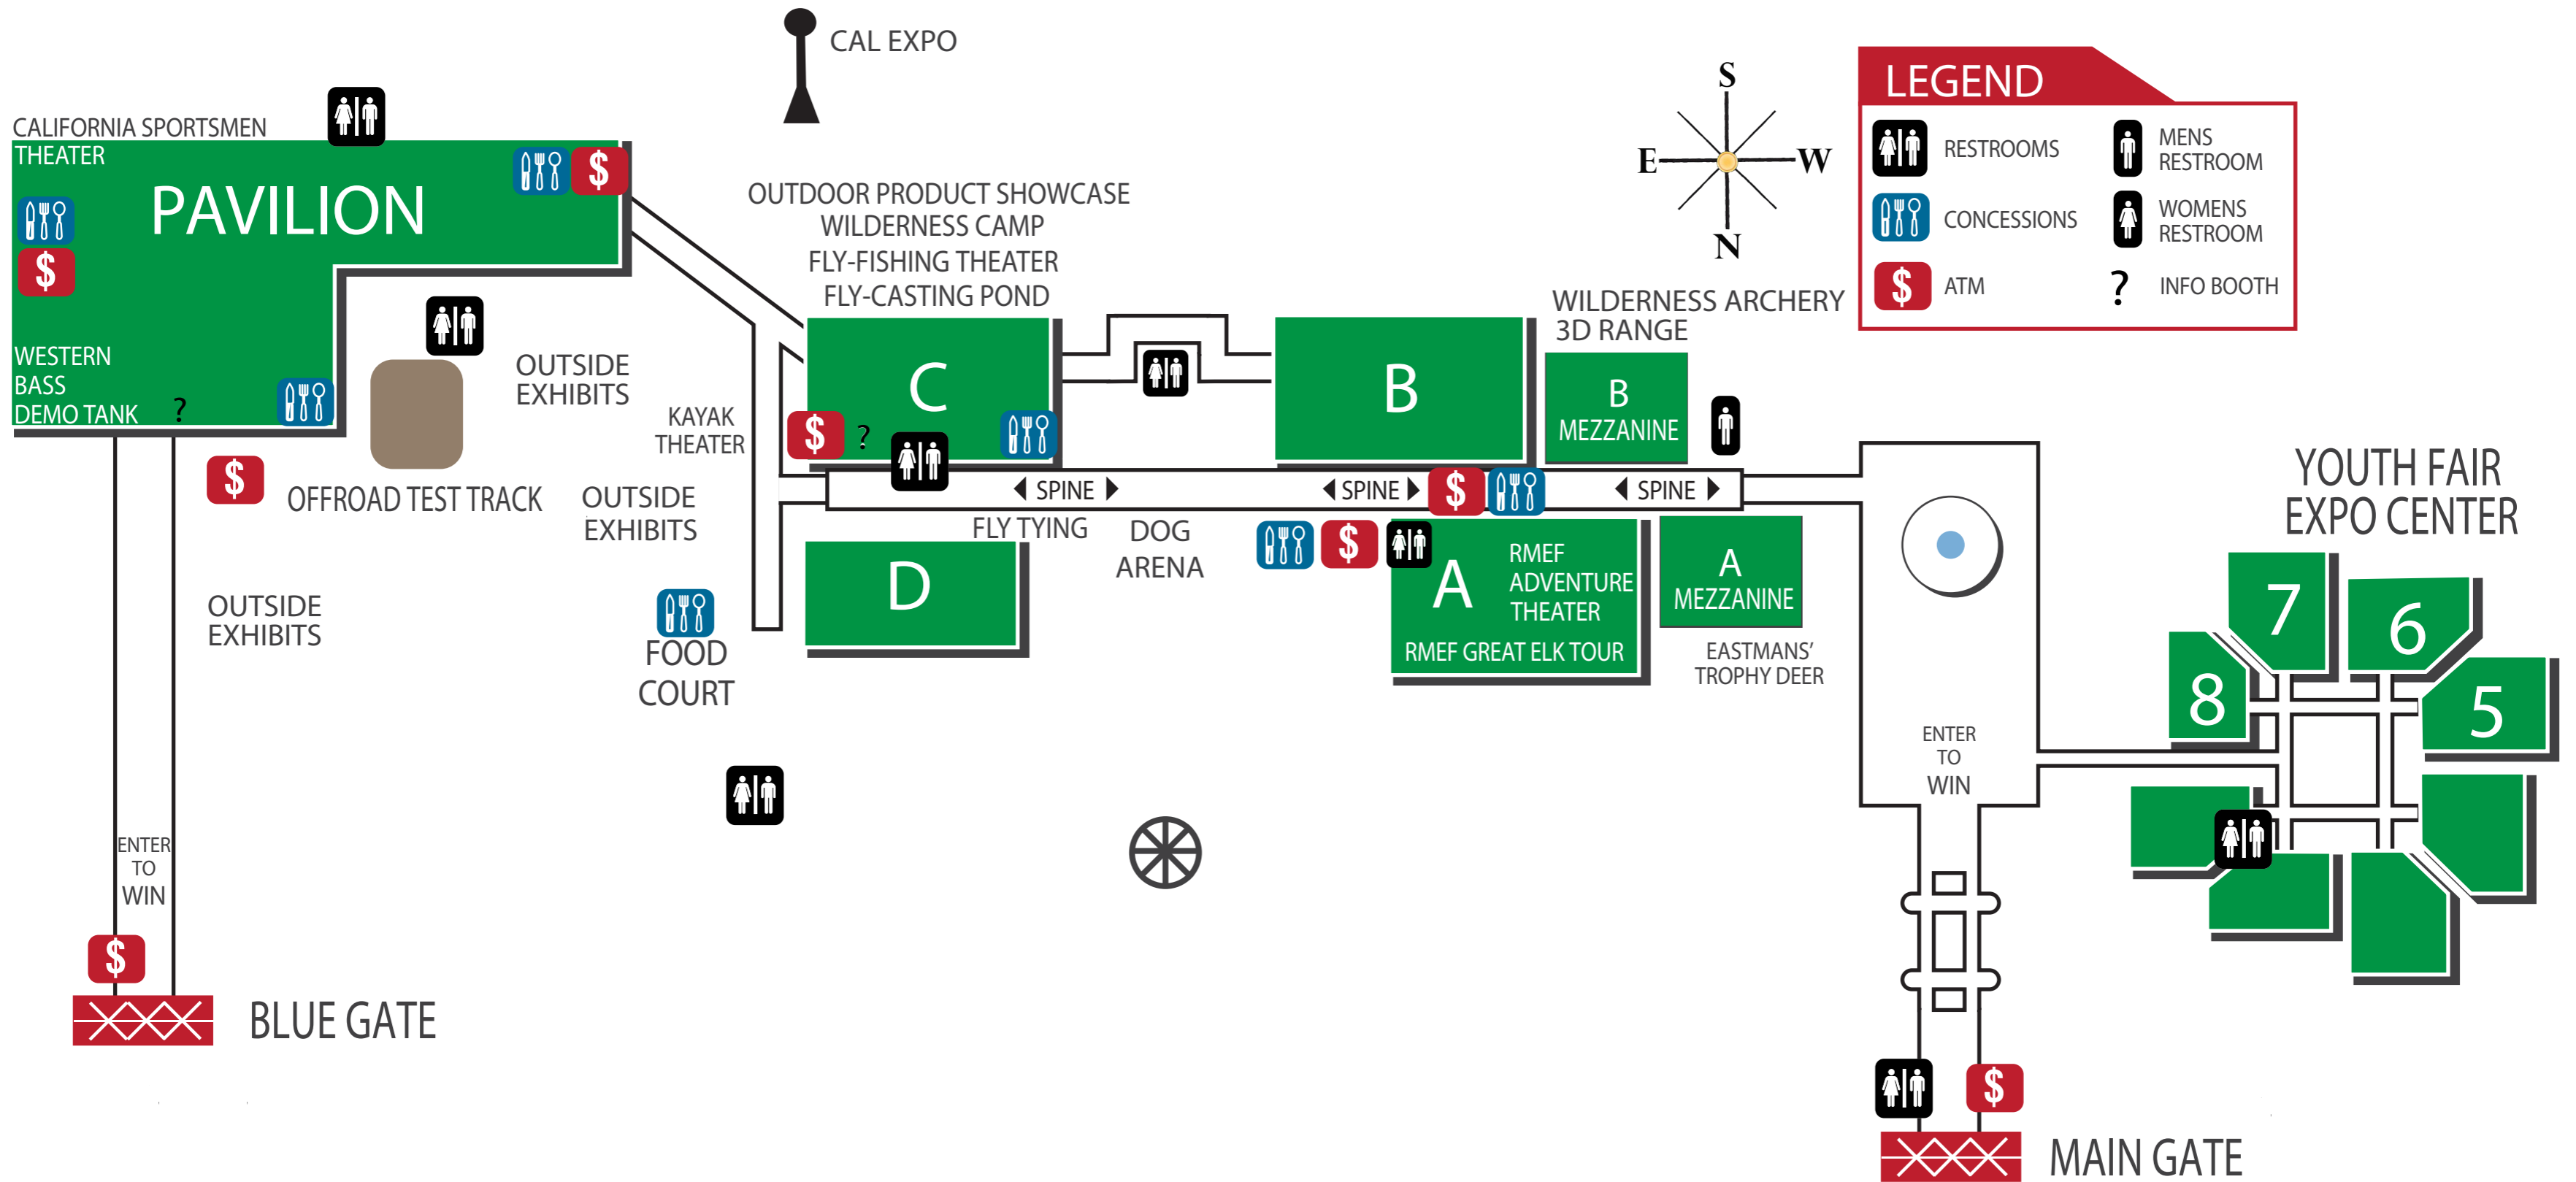 CAL EXPO
S
E
W
N
LEGEND
RESTROOMS
MENS
RESTROOM
CONCESSIONS
WOMENS
RESTROOM
$
ATM
?
INFO BOOTH
CALIFORNIA SPORTSMEN
THEATER
PAVILION
$
$
WESTERN
BASS
DEMO TANK
?
$
OFFROAD TEST TRACK
OUTSIDE
EXHIBITS
OUTSIDE
EXHIBITS
OUTSIDE
EXHIBITS
KAYAK
THEATER
OUTDOOR PRODUCT SHOWCASE
WILDERNESS CAMP
FLY-FISHING THEATER
FLY-CASTING POND
C
$
?
B
WILDERNESS ARCHERY
3D RANGE
B
MEZZANINE
SPINE
SPINE
$
SPINE
FLY TYING
DOG
ARENA
D
$
A
RMEF
ADVENTURE
THEATER
RMEF GREAT ELK TOUR
A
MEZZANINE
EASTMANS'
TROPHY DEER
FOOD
COURT
YOUTH FAIR
EXPO CENTER
7
6
8
5
ENTER
TO
WIN
ENTER
TO
WIN
$
BLUE GATE
$
MAIN GATE